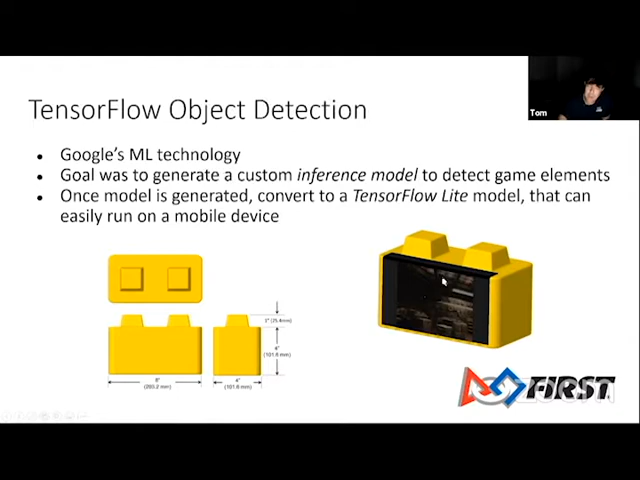 Tom
TensorFlow Object Detection
• Google's ML technology
• Goal was to generate a custom inference model to detect game elements
• Once model is generated, convert to a TensorFlow Lite model, that can
easily run on a mobile device
1" (25.4mm)
4"
(101.6 mm)
8"
(203.2 mm)
4"
(101.6 mm)
FIRST
zoom